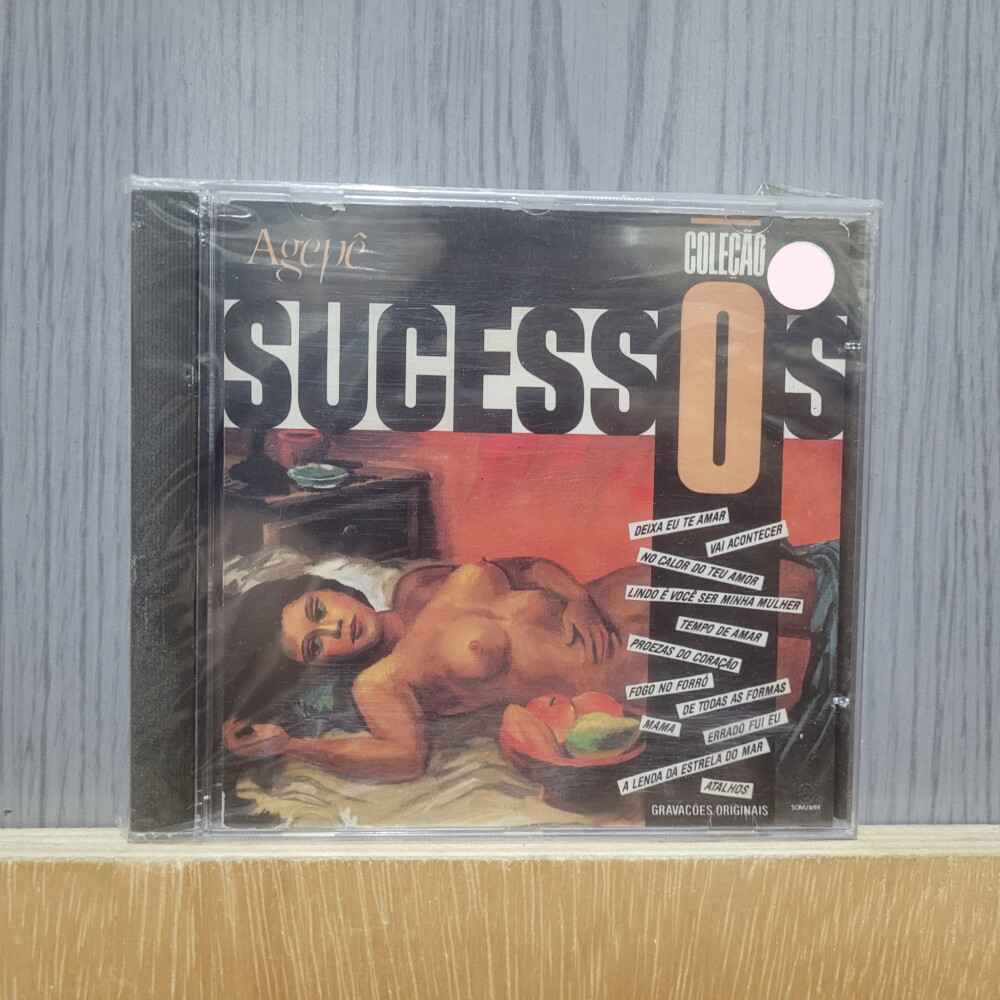 Agepê
COLEÇÃO
SUCESSOS
DEIXA EU TE AMAR
VAI ACONTECER
NO CALOR DO TEU AMOR
LINDO É VOCÊ SER MINHA MULHER
TEMPO DE AMAR
PROEZAS DO CORAÇÃO
FOGO NO FORRÓ
DE TODAS AS FORMAS
MAMA
ERRADO FUI EU
A LENDA DA ESTRELA DO MAR
ATALHOS
GRAVAÇÕES ORIGINAIS
SOM LIVRE